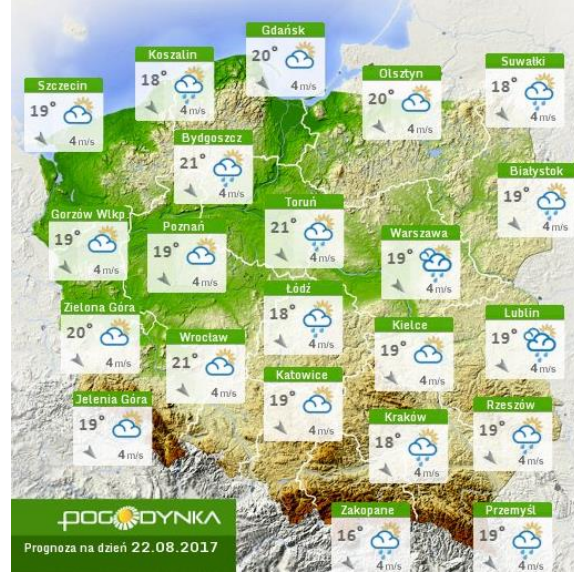 Gdańsk
20°
4 m/s
Koszalin
18°
4 m/s
Suwałki
18°
4 m/s
Olsztyn
20°
4 m/s
Szczecin
19°
4 m/s
Bydgoszcz
21°
4 m/s
Białystok
19°
4 m/s
Toruń
21°
4 m/s
Gorzów Wlkp
19°
4 m/s
Poznań
19°
4 m/s
Warszawa
19°
4 m/s
Łódź
18°
4 m/s
Zielona Góra
20°
4 m/s
Lublin
19°
4 m/s
Kielce
19°
4 m/s
Wrocław
21°
4 m/s
Katowice
19°
4 m/s
Jelenia Góra
19°
4 m/s
Rzeszów
19°
4 m/s
Kraków
18°
4 m/s
Zakopane
16°
4 m/s
Przemyśl
19°
4 m/s
POGODYNKA
Prognoza na dzień 22.08.2017